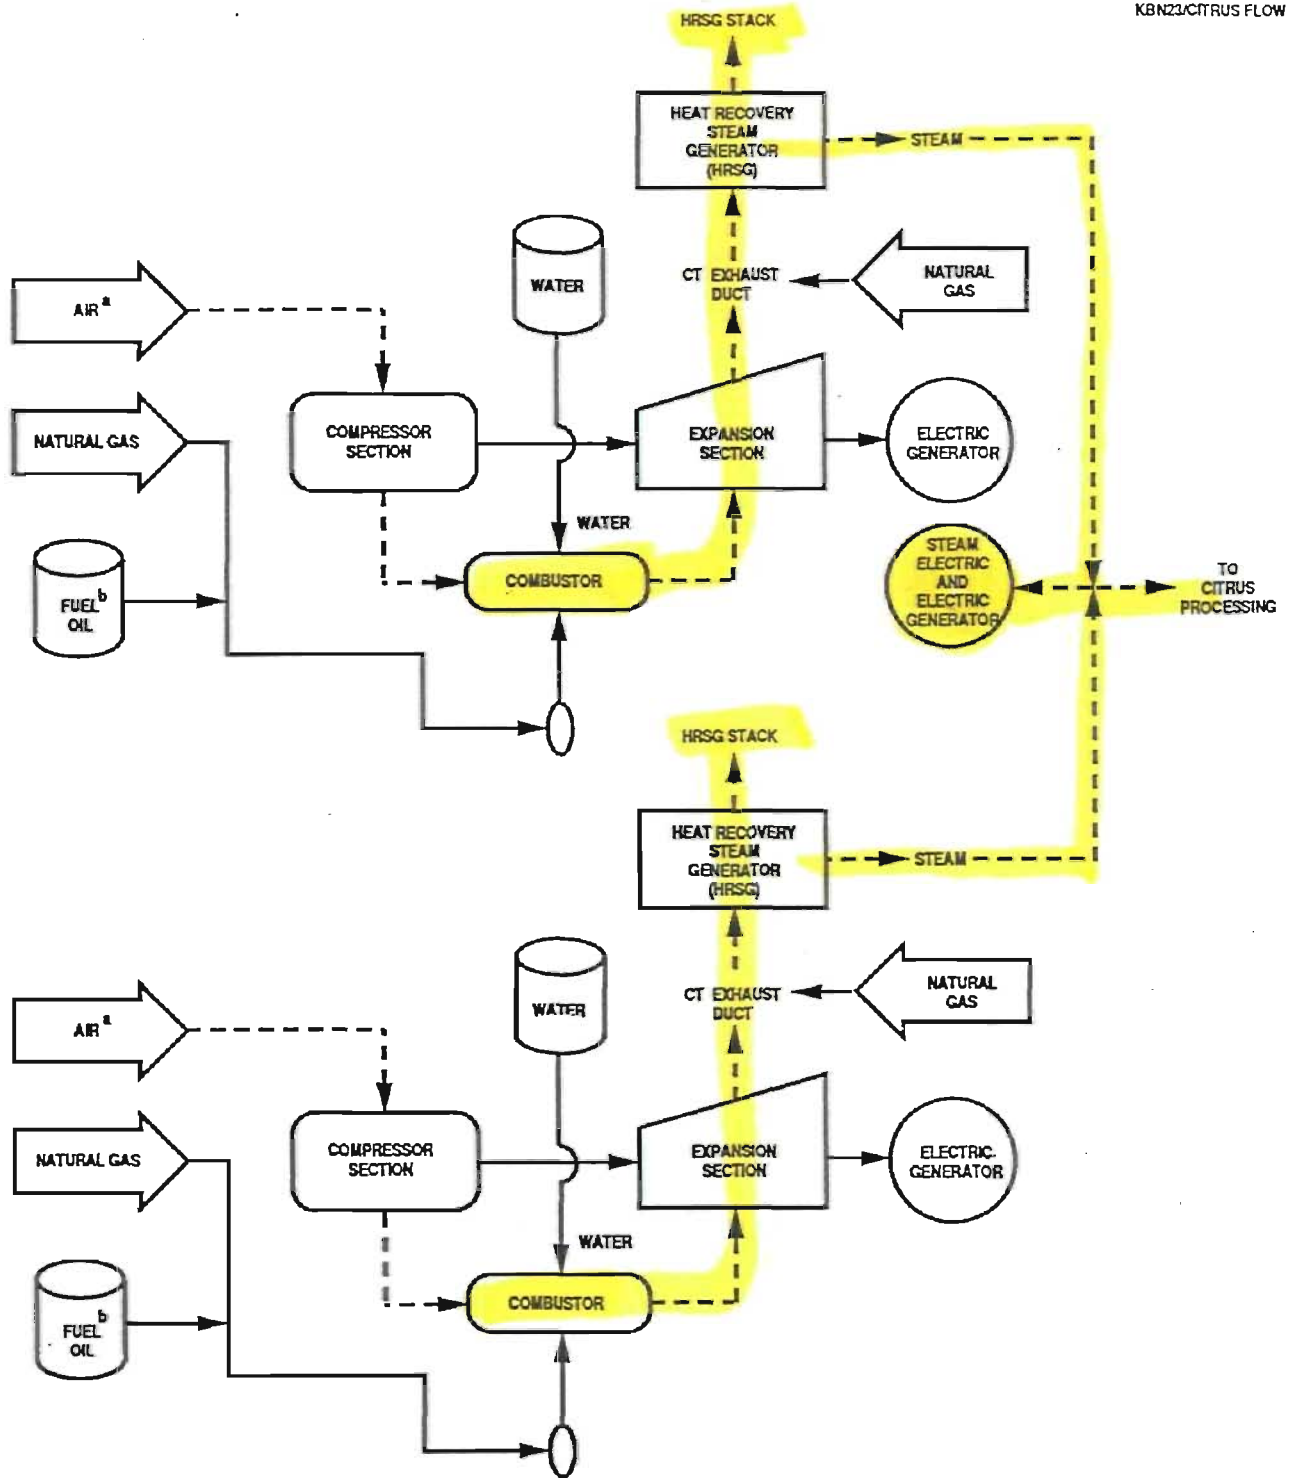 KBN23/CITRUS FLOW
HRSG STACK
HEAT RECOVERY
STEAM
GENERATOR
(HRSG)
STEAM
WATER
CT EXHAUST
DUCT
NATURAL
GAS
AIR a
COMPRESSOR
SECTION
NATURAL GAS
EXPANSION
SECTION
ELECTRIC
GENERATOR
WATER
COMBUSTOR
STEAM
ELECTRIC
AND
ELECTRIC
GENERATOR
TO
CITRUS
PROCESSING
FUEL b
OIL
HRSG STACK
HEAT RECOVERY
STEAM
GENERATOR
(HRSG)
STEAM
WATER
CT EXHAUST
DUCT
NATURAL
GAS
AIR a
COMPRESSOR
SECTION
NATURAL GAS
EXPANSION
SECTION
ELECTRIC
GENERATOR
WATER
COMBUSTOR
FUEL b
OIL